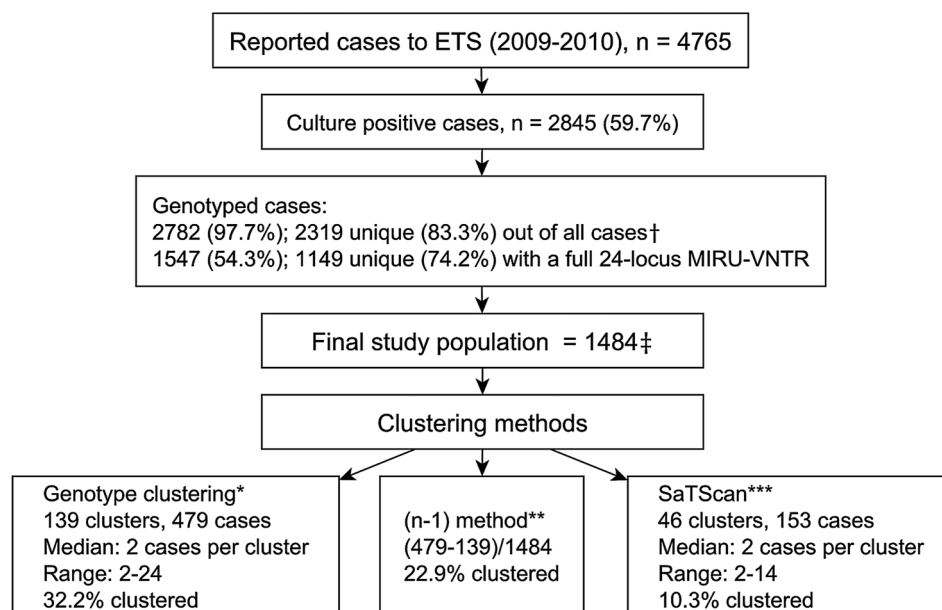 Reported cases to ETS (2009-2010), n = 4765
Culture positive cases, n = 2845 (59.7%)
Genotyped cases:
2782 (97.7%); 2319 unique (83.3%) out of all cases†
1547 (54.3%); 1149 unique (74.2%) with a full 24-locus MIRU-VNTR
Final study population = 1484‡
Clustering methods
Genotype clustering*
139 clusters, 479 cases
Median: 2 cases per cluster
Range: 2-24
32.2% clustered
(n-1) method**
(479-139)/1484
22.9% clustered
SaTScan***
46 clusters, 153 cases
Median: 2 cases per cluster
Range: 2-14
10.3% clustered